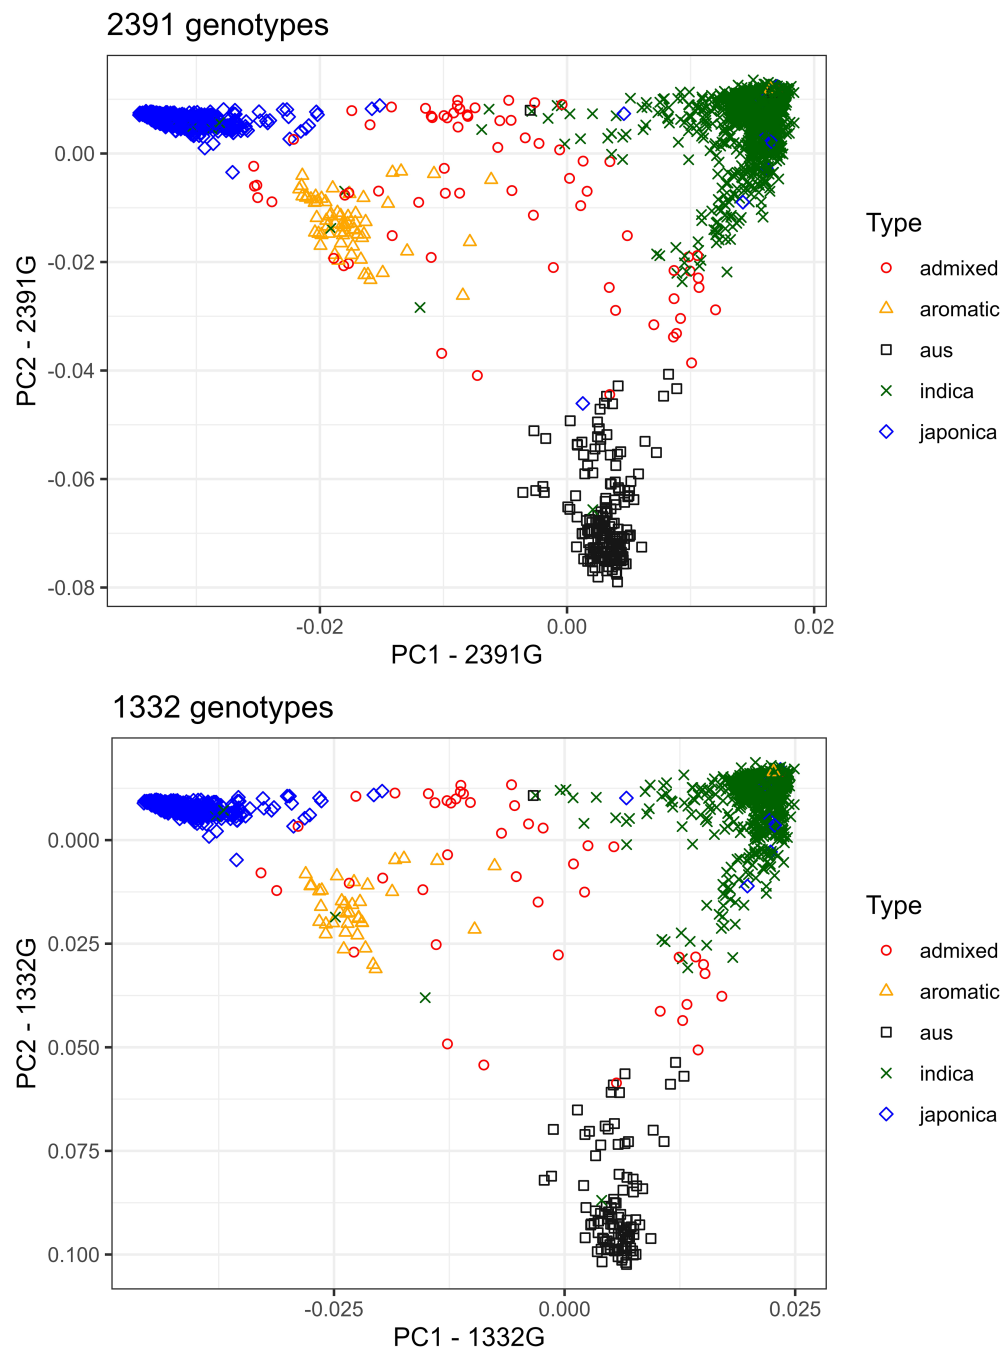 2391 genotypes
0.00
-0.02
-0.04
-0.06
-0.08
PC2 - 2391G
-0.02
0.00
0.02
PC1 - 2391G
Type
admixed
aromatic
aus
indica
japonica
1332 genotypes
0.000
0.025
0.050
0.075
0.100
PC2 - 1332G
-0.025
0.000
0.025
PC1 - 1332G
Type
admixed
aromatic
aus
indica
japonica